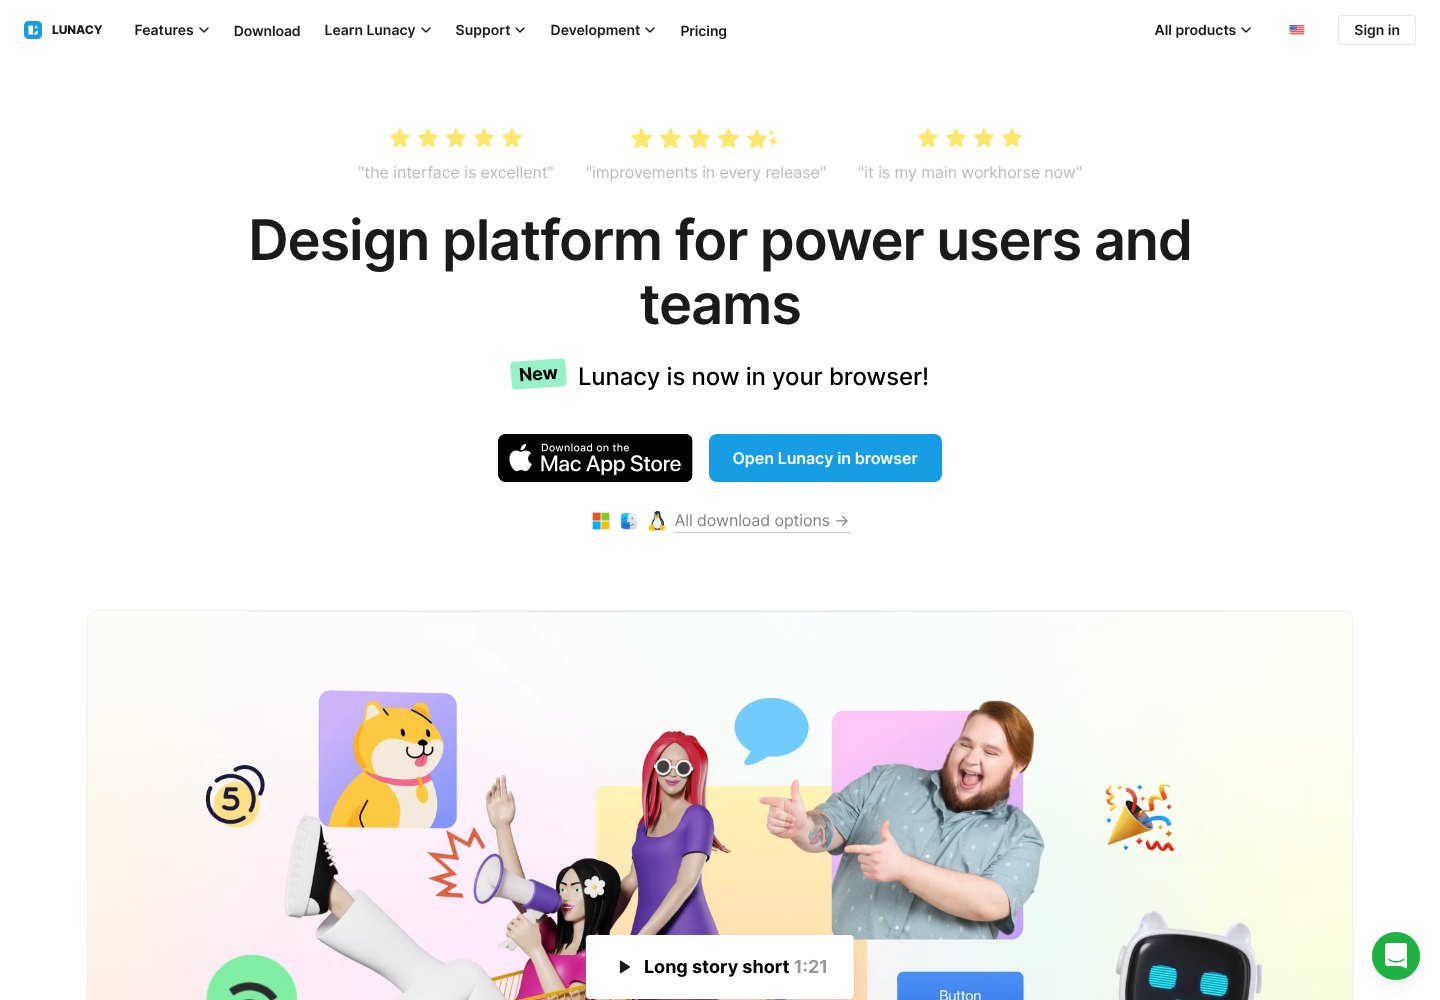 LUNACY Features Download Learn Lunacy Support Development Pricing All products Sign in
"the interface is excellent" "improvements in every release" "it is my main workhorse now"
Design platform for power users and
teams
New Lunacy is now in your browser!
Download on the
Mac App Store
Open Lunacy in browser
All download options →
5
Long story short 1:21
Button